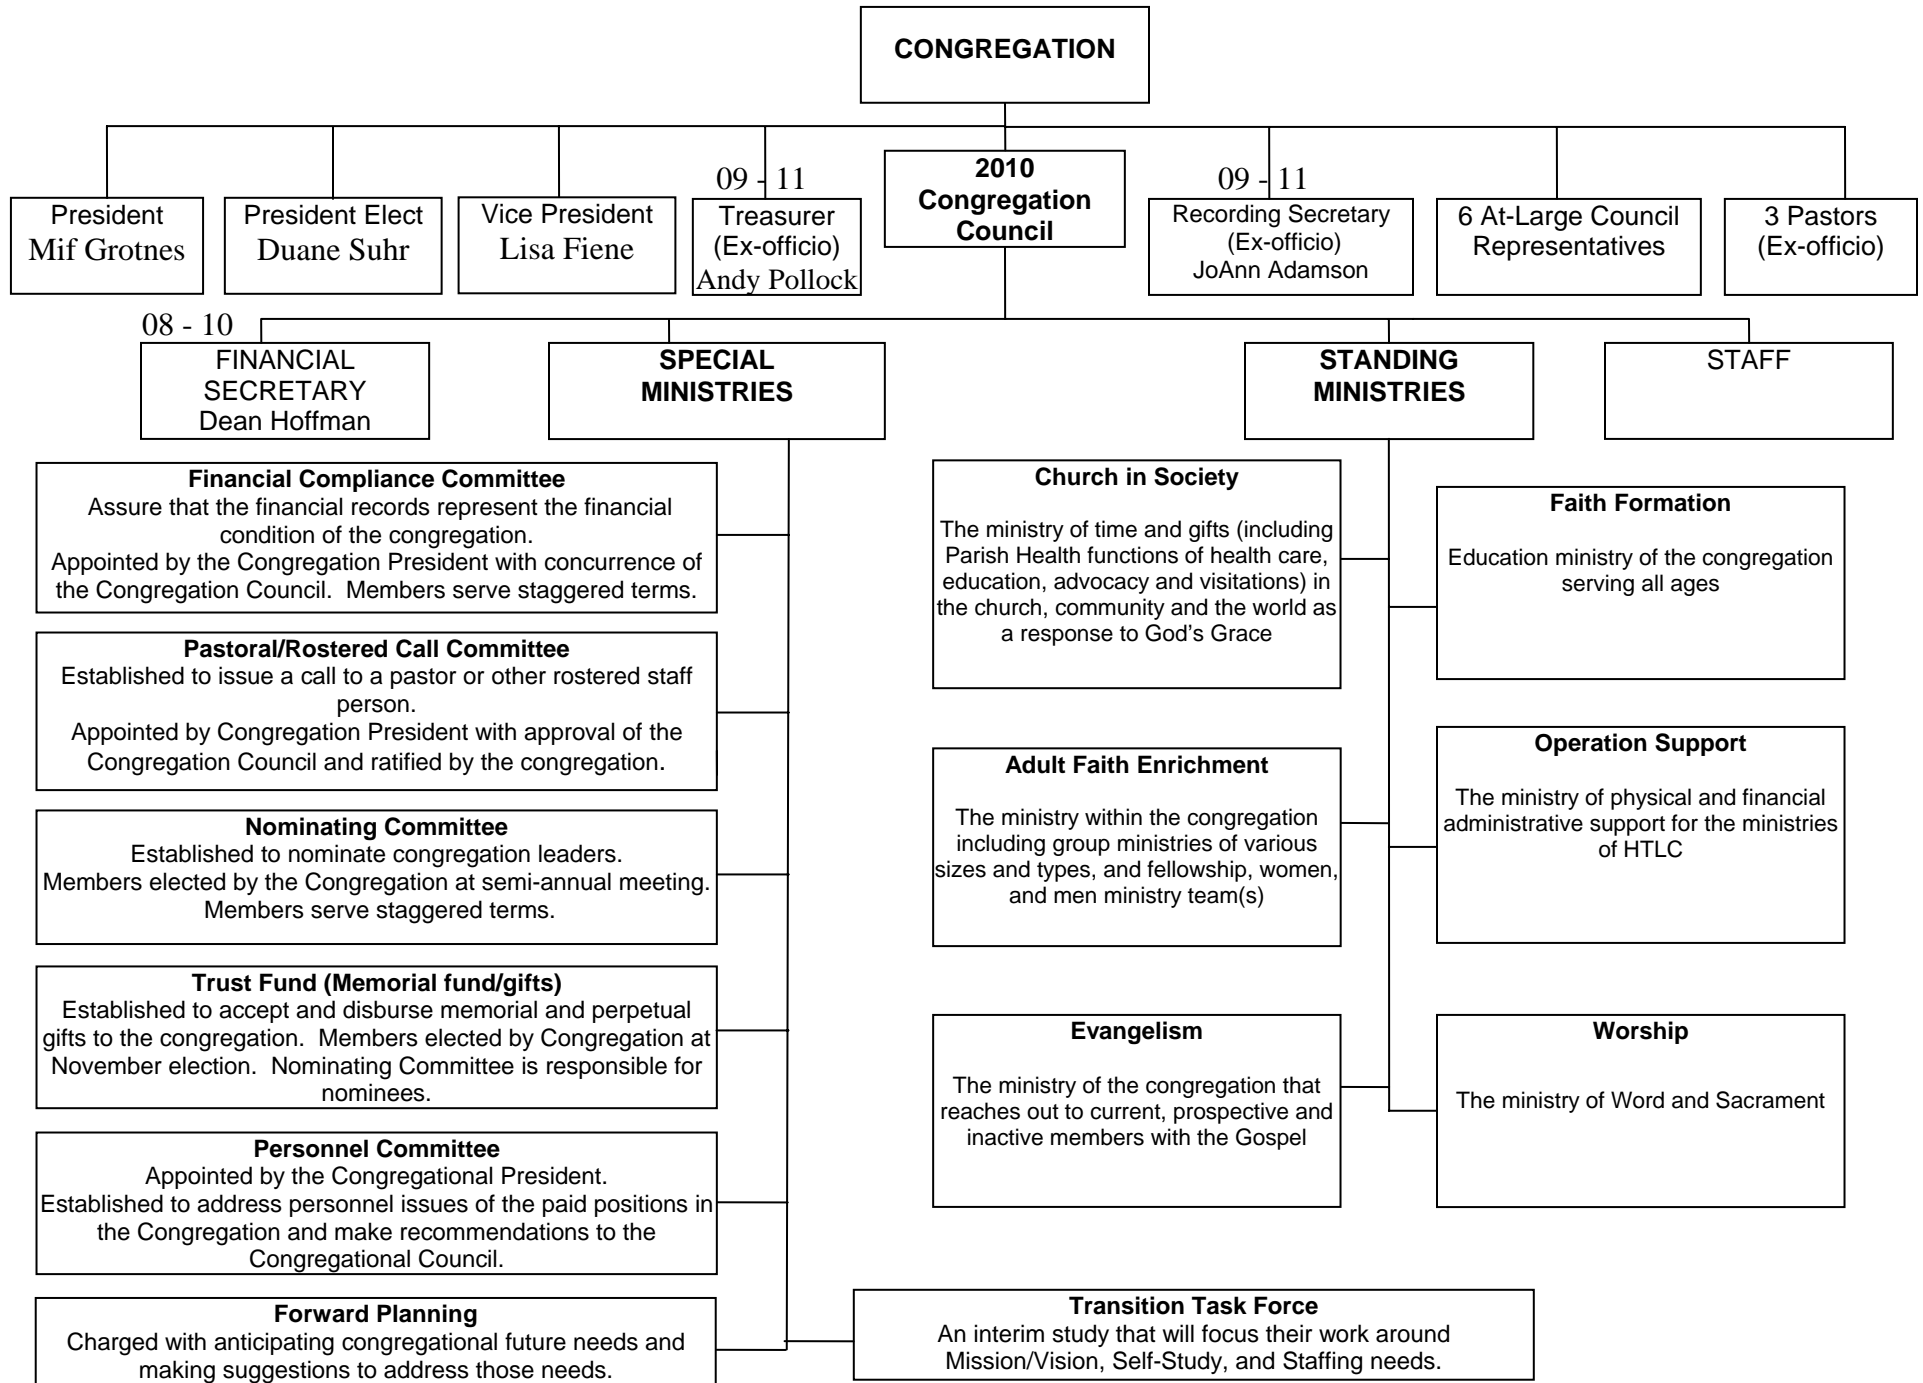 CONGREGATION
President
Mif Grotnes
President Elect
Duane Suhr
Vice President
Lisa Fiene
09 - 11
Treasurer
(Ex-officio)
Andy Pollock
2010
Congregation
Council
09 - 11
Recording Secretary
(Ex-officio)
JoAnn Adamson
6 At-Large Council
Representatives
3 Pastors
(Ex-officio)
08 - 10
FINANCIAL
SECRETARY
Dean Hoffman
SPECIAL
MINISTRIES
STANDING
MINISTRIES
STAFF
Financial Compliance Committee
Assure that the financial records represent the financial
condition of the congregation.
Appointed by the Congregation President with concurrence of
the Congregation Council.  Members serve staggered terms.
Pastoral/Rostered Call Committee
Established to issue a call to a pastor or other rostered staff
person.
Appointed by Congregation President with approval of the
Congregation Council and ratified by the congregation.
Nominating Committee
Established to nominate congregation leaders.
Members elected by the Congregation at semi-annual meeting.
Members serve staggered terms.
Trust Fund (Memorial fund/gifts)
Established to accept and disburse memorial and perpetual
gifts to the congregation.  Members elected by Congregation at
November election.  Nominating Committee is responsible for
nominees.
Personnel Committee
Appointed by the Congregational President.
Established to address personnel issues of the paid positions in
the Congregation and make recommendations to the
Congregational Council.
Forward Planning
Charged with anticipating congregational future needs and
making suggestions to address those needs.
Church in Society
The ministry of time and gifts (including
Parish Health functions of health care,
education, advocacy and visitations) in
the church, community and the world as
a response to God’s Grace
Faith Formation
Education ministry of the congregation
serving all ages
Adult Faith Enrichment
The ministry within the congregation
including group ministries of various
sizes and types, and fellowship, women,
and men ministry team(s)
Operation Support
The ministry of physical and financial
administrative support for the ministries
of HTLC
Evangelism
The ministry of the congregation that
reaches out to current, prospective and
inactive members with the Gospel
Worship
The ministry of Word and Sacrament
Transition Task Force
An interim study that will focus their work around
Mission/Vision, Self-Study, and Staffing needs.